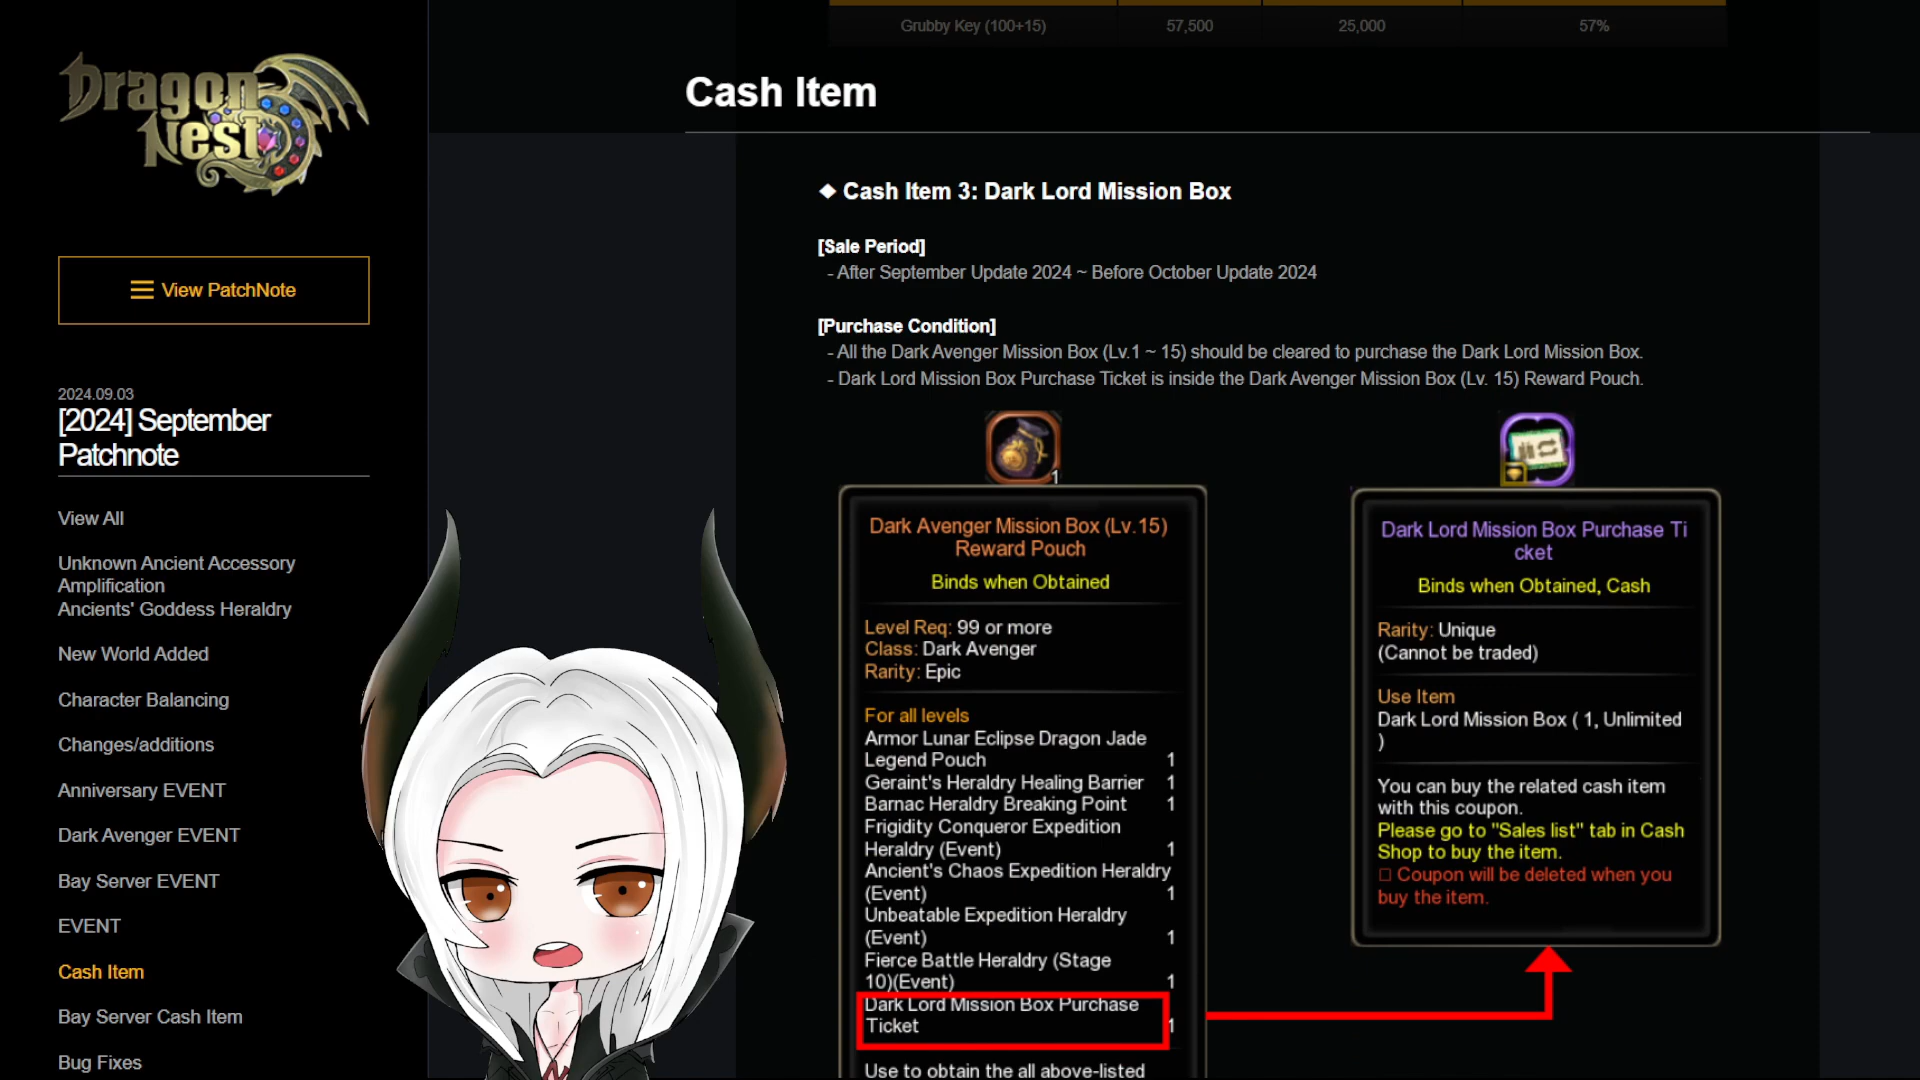 Dragon
Nest
View PatchNote
2024.09.03
[2024] September
Patchnote
View All
Unknown Ancient Accessory
Amplification
Ancients' Goddess Heraldry
New World Added
Character Balancing
Changes/additions
Anniversary EVENT
Dark Avenger EVENT
Bay Server EVENT
EVENT
Cash Item
Bay Server Cash Item
Bug Fixes
Grubby Key (100+15) 57,500 25,000 57%
Cash Item
◆ Cash Item 3: Dark Lord Mission Box
[Sale Period]
- After September Update 2024 ~ Before October Update 2024
[Purchase Condition]
- All the Dark Avenger Mission Box (Lv.1 ~ 15) should be cleared to purchase the Dark Lord Mission Box.
- Dark Lord Mission Box Purchase Ticket is inside the Dark Avenger Mission Box (Lv. 15) Reward Pouch.
1
Dark Avenger Mission Box (Lv.15)
Reward Pouch
Binds when Obtained
Level Req: 99 or more
Class: Dark Avenger
Rarity: Epic
For all levels
Armor Lunar Eclipse Dragon Jade
Legend Pouch 1
Geraint's Heraldry Healing Barrier 1
Barnac Heraldry Breaking Point 1
Frigidity Conqueror Expedition
Heraldry (Event) 1
Ancient's Chaos Expedition Heraldry
(Event) 1
Unbeatable Expedition Heraldry
(Event) 1
Fierce Battle Heraldry (Stage
10)(Event) 1
Dark Lord Mission Box Purchase
Ticket 1
Use to obtain the all above-listed
Dark Lord Mission Box Purchase Ti
cket
Binds when Obtained, Cash
Rarity: Unique
(Cannot be traded)
Use Item
Dark Lord Mission Box ( 1, Unlimited
)
You can buy the related cash item
with this coupon.
Please go to "Sales list" tab in Cash
Shop to buy the item.
□ Coupon will be deleted when you
buy the item.